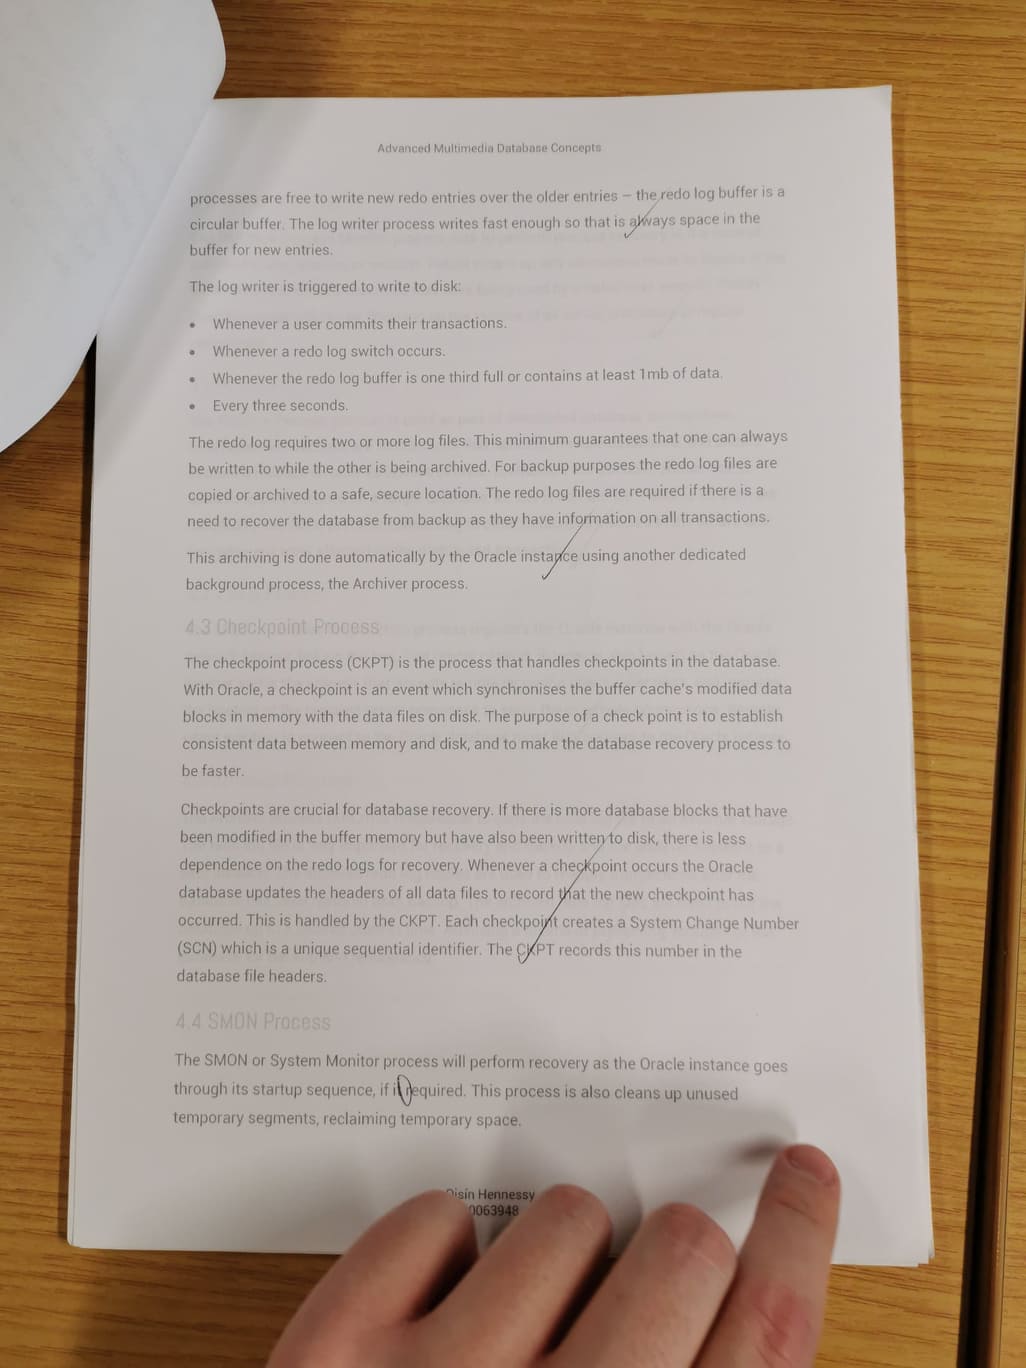 Advanced Multimedia Database Concepts
processes are free to write new redo entries over the older entries – the redo log buffer is a
circular buffer. The log writer process writes fast enough so that is always space in the
buffer for new entries.
The log writer is triggered to write to disk:
• Whenever a user commits their transactions.
• Whenever a redo log switch occurs.
• Whenever the redo log buffer is one third full or contains at least 1mb of data.
• Every three seconds.
The redo log requires two or more log files. This minimum guarantees that one can always
be written to while the other is being archived. For backup purposes the redo log files are
copied or archived to a safe, secure location. The redo log files are required if there is a
need to recover the database from backup as they have information on all transactions.
This archiving is done automatically by the Oracle instance using another dedicated
background process, the Archiver process.
4.3 Checkpoint Process
The checkpoint process (CKPT) is the process that handles checkpoints in the database.
With Oracle, a checkpoint is an event which synchronises the buffer cache's modified data
blocks in memory with the data files on disk. The purpose of a check point is to establish
consistent data between memory and disk, and to make the database recovery process to
be faster.
Checkpoints are crucial for database recovery. If there is more database blocks that have
been modified in the buffer memory but have also been written to disk, there is less
dependence on the redo logs for recovery. Whenever a checkpoint occurs the Oracle
database updates the headers of all data files to record that the new checkpoint has
occurred. This is handled by the CKPT. Each checkpoint creates a System Change Number
(SCN) which is a unique sequential identifier. The CKPT records this number in the
database file headers.
4.4 SMON Process
The SMON or System Monitor process will perform recovery as the Oracle instance goes
through its startup sequence, if required. This process is also cleans up unused
temporary segments, reclaiming temporary space.
Oisín Hennessy
0063948